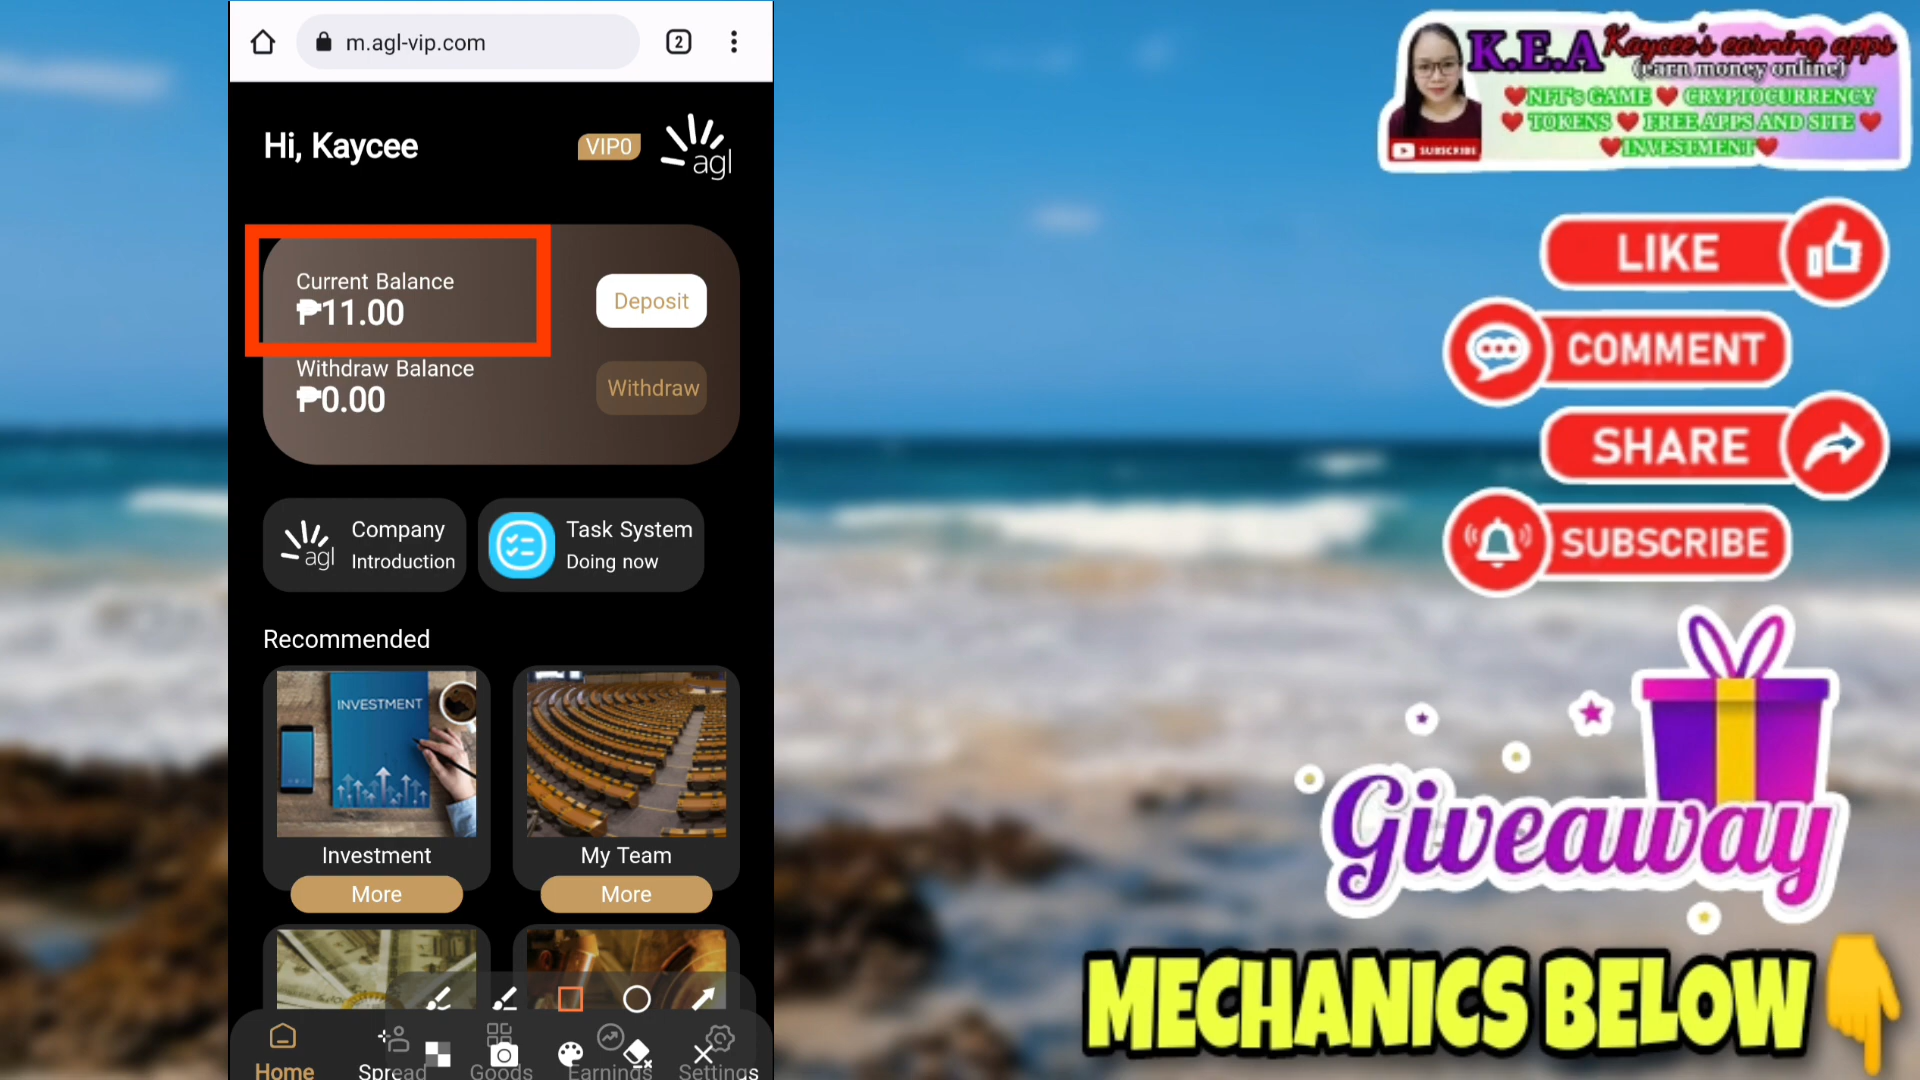 m.agl-vip.com
2
Hi, Kaycee
VIP0
agl
Current Balance
₱11.00
Deposit
Withdraw Balance
₱0.00
Withdraw
agl
Company
Introduction
Task System
Doing now
Recommended
INVESTMENT
Investment
More
My Team
More
Home
Spread
Goods
Earnings
Settings
K.E.A Kaycee's earning apps
(earn money online)
NFT's GAME CRYPTOCURRENCY
TOKENS FREE APPS AND SITE
INVESTMENT
SUBSCRIBE
LIKE
COMMENT
SHARE
SUBSCRIBE
Giveaway
MECHANICS BELOW